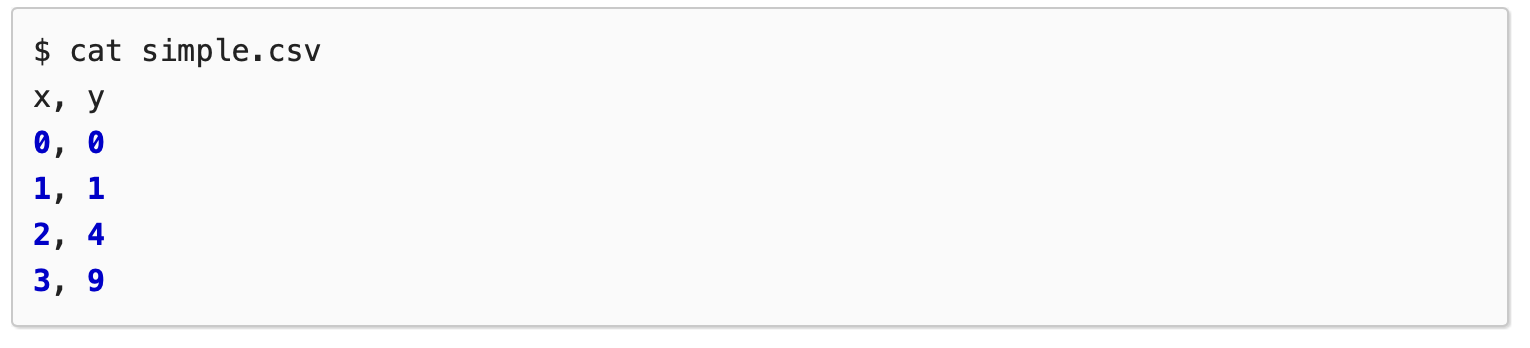 $ cat simple.csv
x, y
0, 0
1, 1
2, 4
3, 9